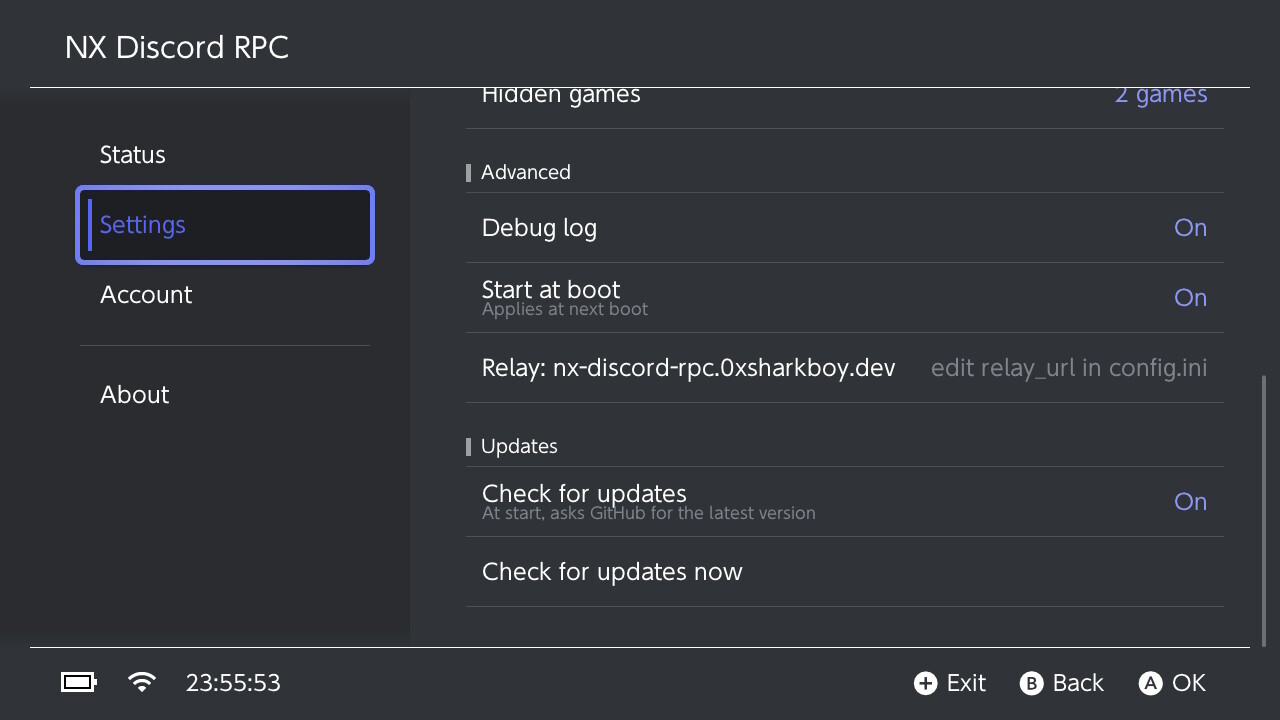 NX Discord RPC
Hidden games 2 games
Status
Settings
Account
About
Advanced
Debug log On
Start at boot On
Applies at next boot
Relay: nx-discord-rpc.0xsharkboy.dev edit relay_url in config.ini
Updates
Check for updates On
At start, asks GitHub for the latest version
Check for updates now
23:55:53
+ Exit B Back A OK